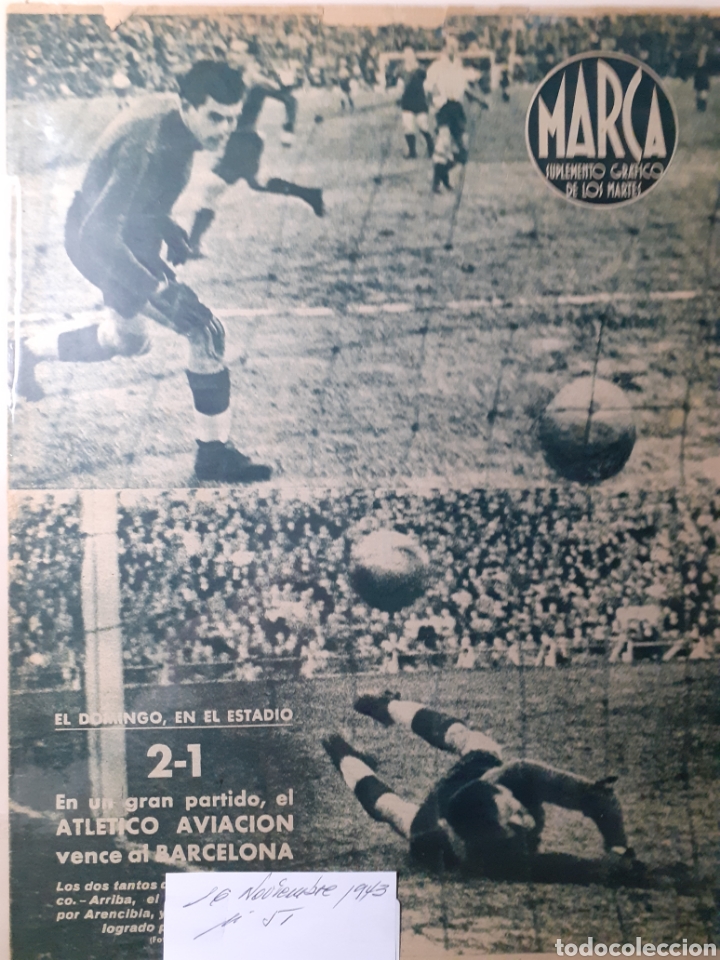 MARCA
SUPLEMENTO GRAFICO
DE LOS MARTES
EL DOMINGO, EN EL ESTADIO
2-1
En un gran partido, el
ATLETICO AVIACION
vence al BARCELONA
Los dos tantos
co.-Arriba, el
por Arencibia, y
logrado p
(Fo
16 Noviembre 1943
nº 51
todocoleccion